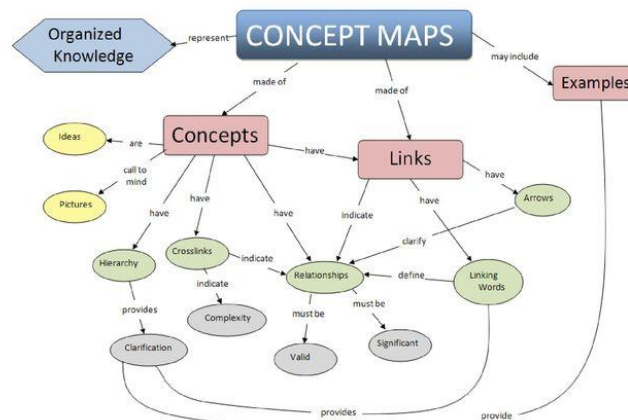 Organized
Knowledge
represent
CONCEPT MAPS
may include
Examples
made of
made of
Concepts
Links
have
Ideas
are
call to
mind
Pictures
have
have
have
indicate
have
have
Arrows
clarify
Hierarchy
Crosslinks
indicate
Relationships
define
Linking
Words
indicate
provides
Complexity
must be
must be
Clarification
Valid
Significant
provides
provide